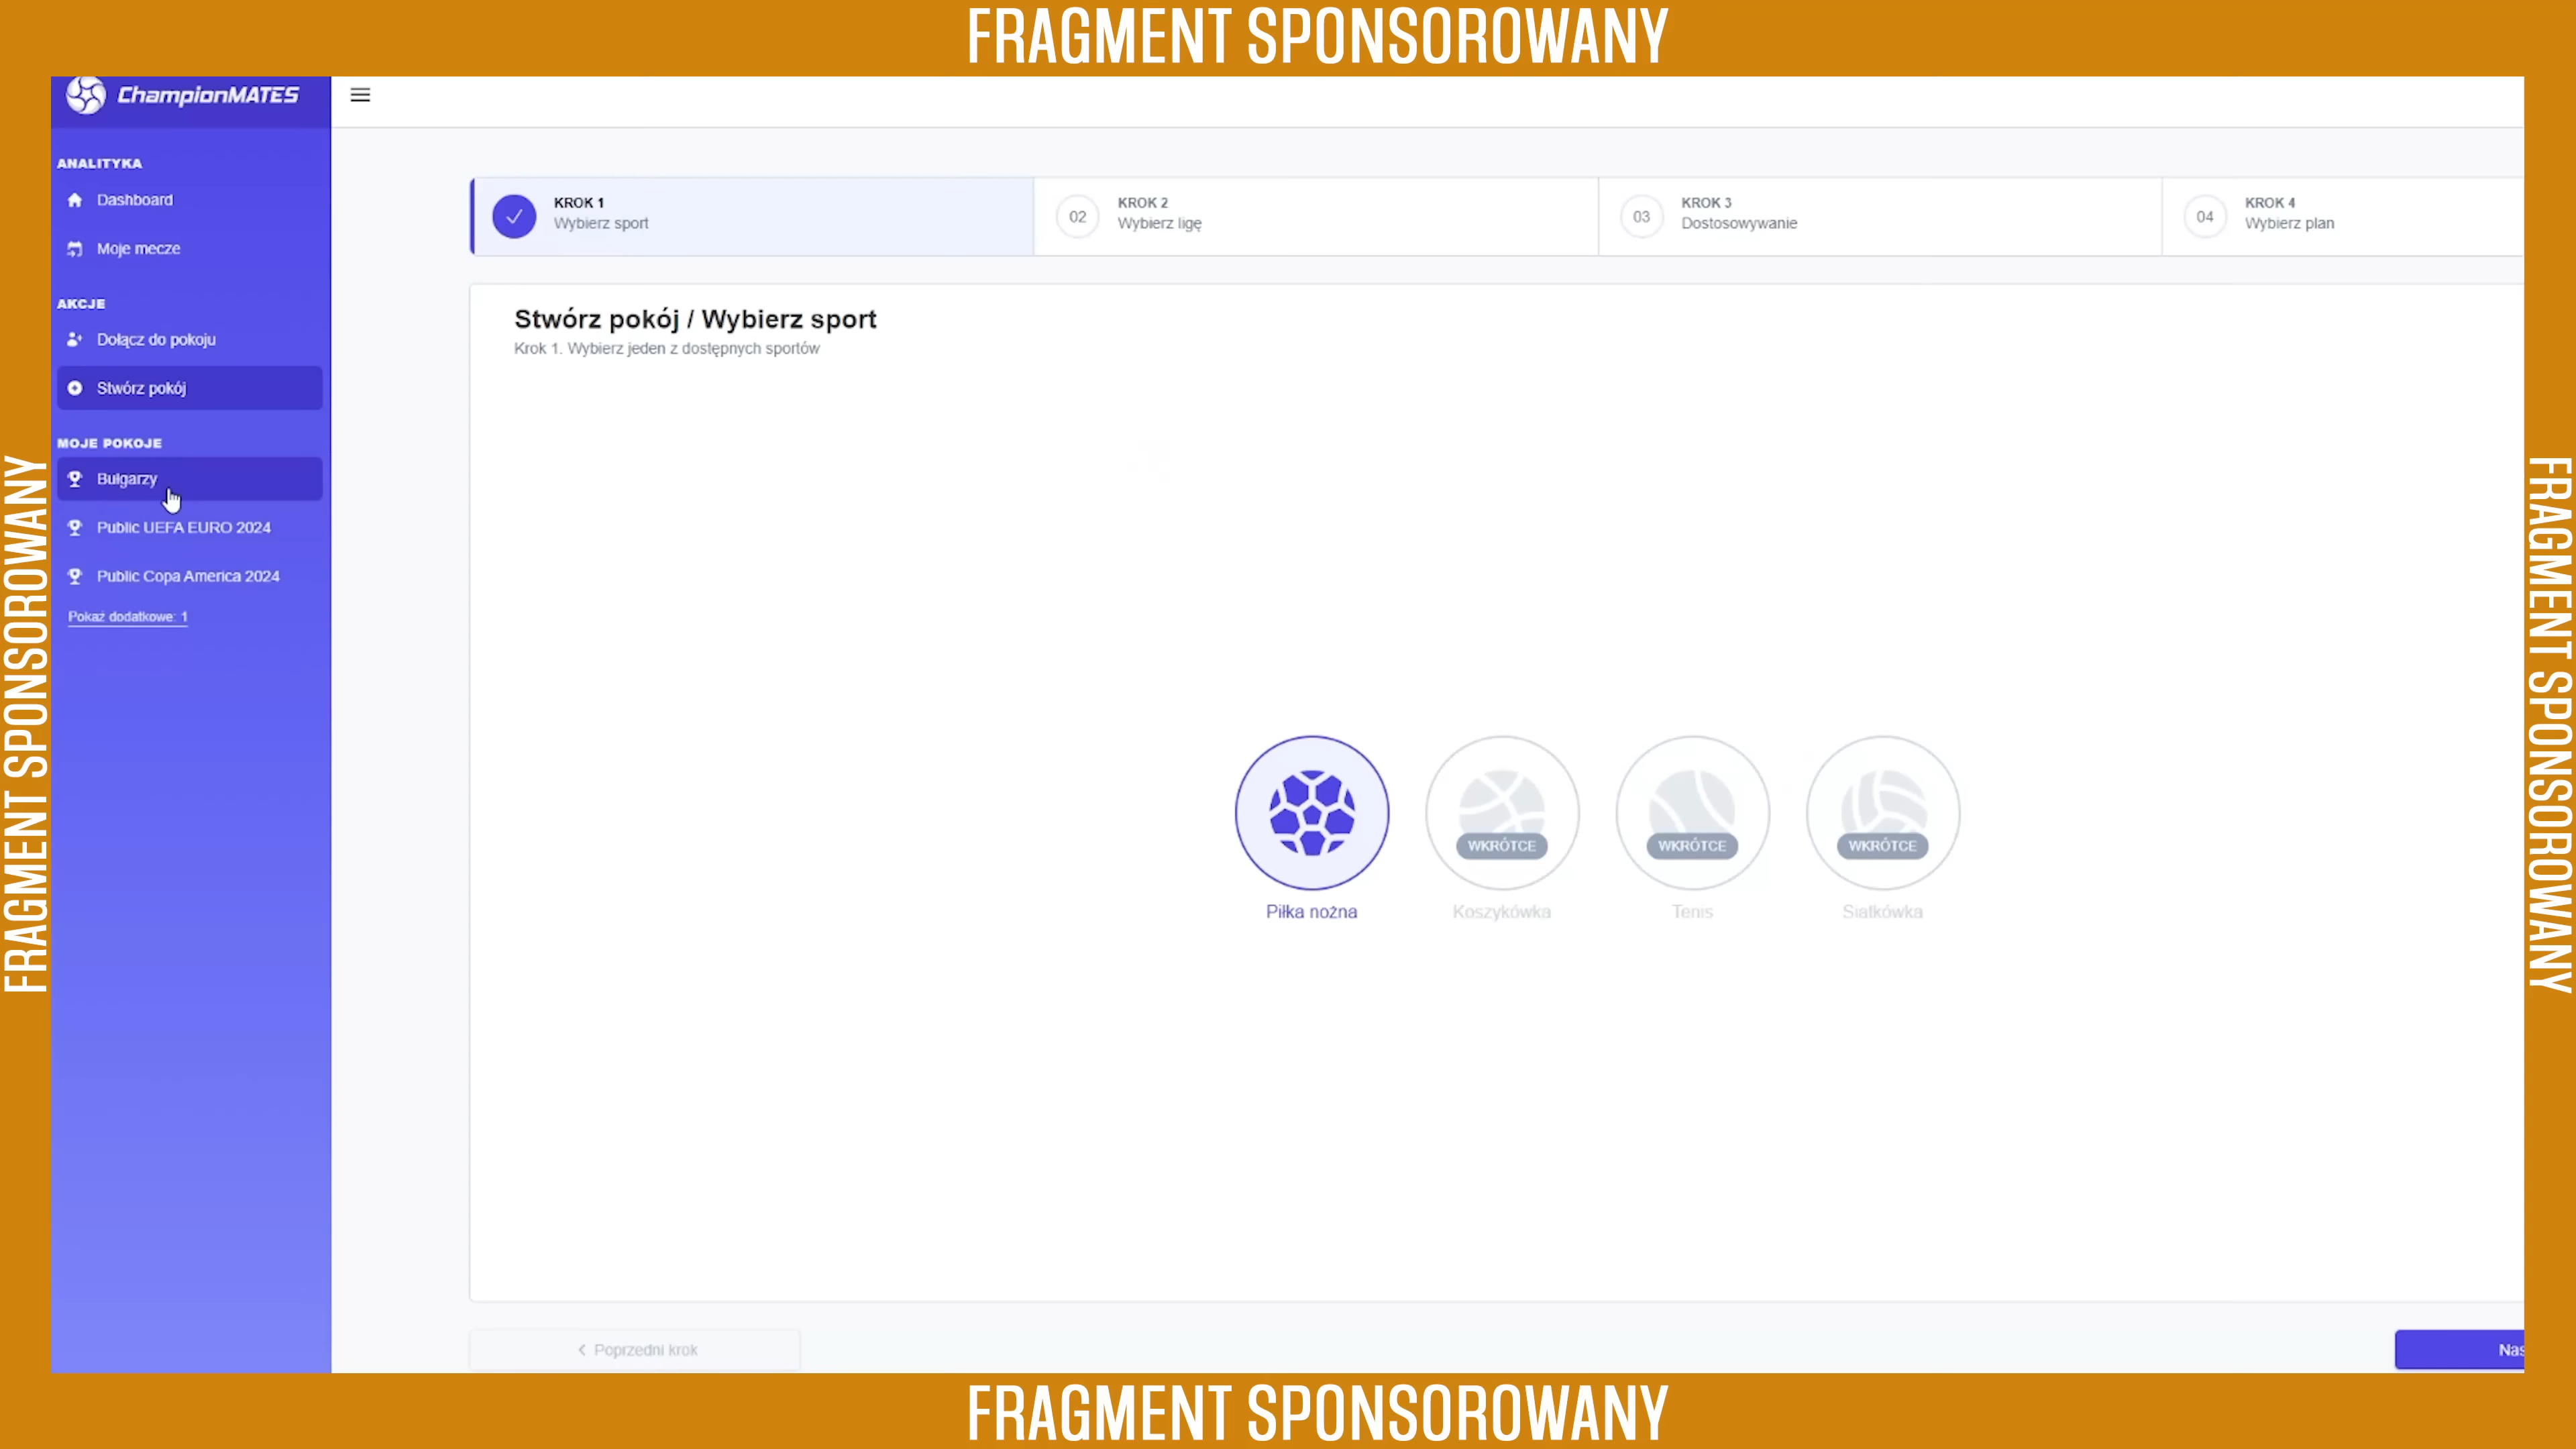 FRAGMENT SPONSOROWANY
ChampionMATES
ANALITYKA
Dashboard
Moje mecze
AKCJE
Dołącz do pokoju
Stwórz pokój
MOJE POKOJE
Bułgarzy
Public UEFA EURO 2024
Public Copa America 2024
Pokaż dodatkowe: 1
KROK 1
Wybierz sport
02
KROK 2
Wybierz ligę
03
KROK 3
Dostosowywanie
04
KROK 4
Wybierz plan
Stwórz pokój / Wybierz sport
Krok 1. Wybierz jeden z dostępnych sportów
WKRÓTCE
WKRÓTCE
WKRÓTCE
Piłka nożna
Koszykówka
Tenis
Siatkówka
Poprzedni krok
Nas
FRAGMENT SPONSOROWANY
FRAGMENT SPONSOROWANY
FRAGMENT SPONSOROWANY